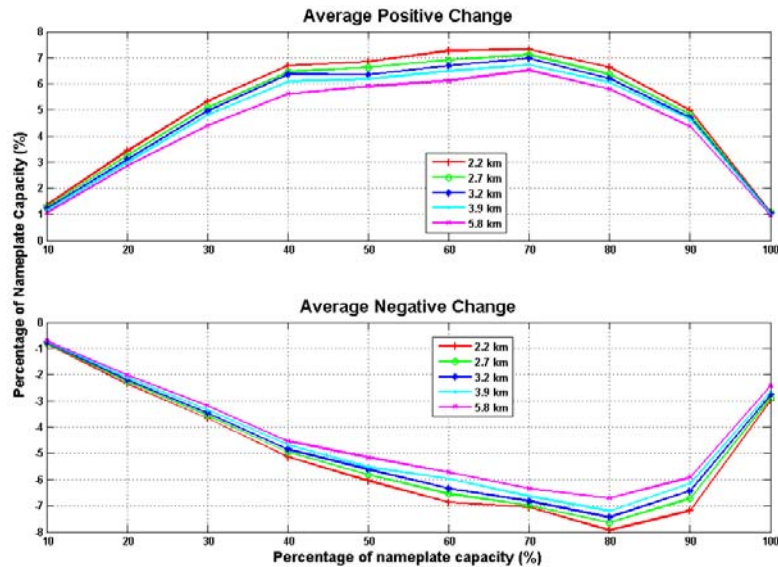 Average Positive Change
8
7
6
5
4
3
2
1
0
2.2 km
2.7 km
3.2 km
3.9 km
5.8 km
10 20 30 40 50 60 70 80 90 100
Percentage of Nameplate Capacity (%)
Average Negative Change
0
-1
-2
-3
-4
-5
-6
-7
-8
2.2 km
2.7 km
3.2 km
3.9 km
5.8 km
10 20 30 40 50 60 70 80 90 100
Percentage of nameplate capacity (%)